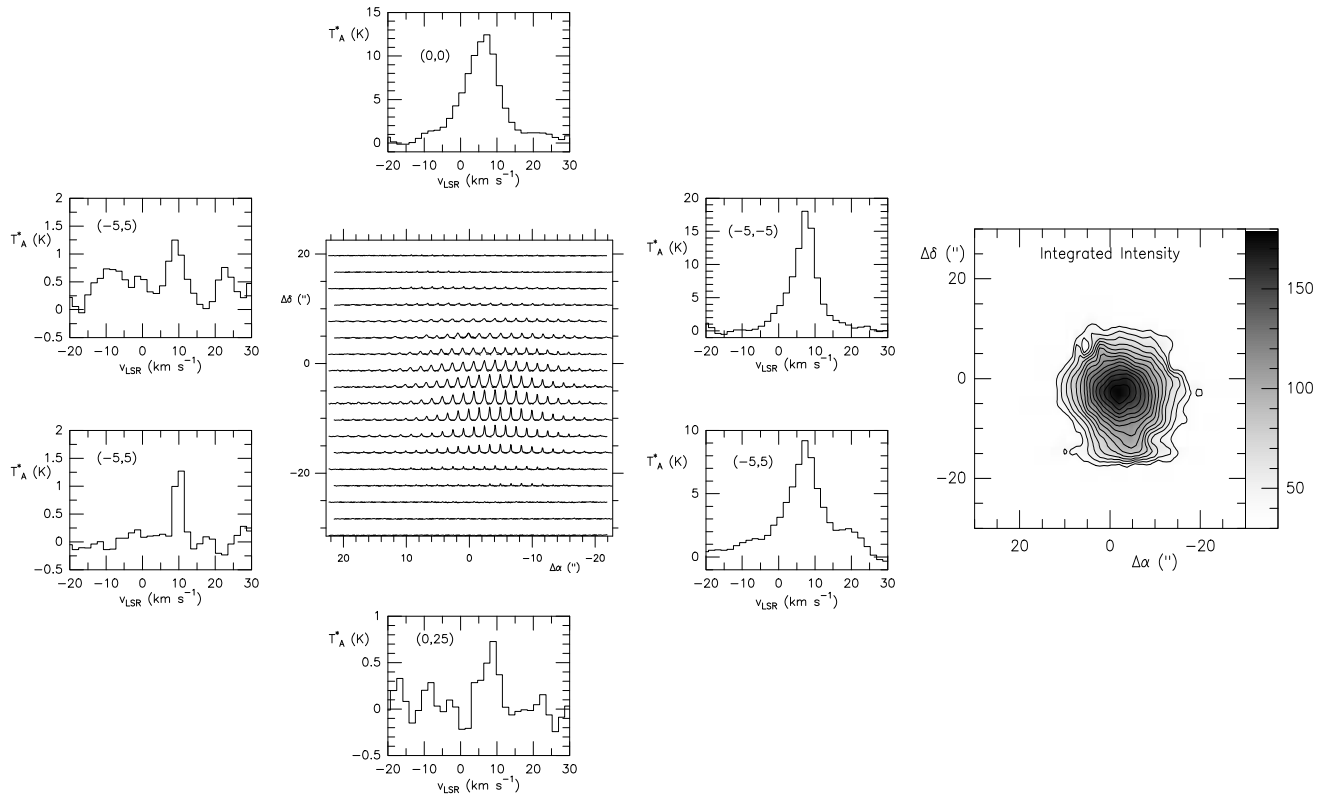 15
10
5
0
T*A (K)
(0,0)
−20 −10 0 10 20 30
vLSR (km s−1)
2
1.5
1
0.5
0
−0.5
T*A (K)
(−5,5)
−20 −10 0 10 20 30
vLSR (km s−1)
20
0
−20
Δδ ('')
20 10 0 −10 −20
Δα ('')
20
15
10
5
0
T*A (K)
(−5,−5)
−20 −10 0 10 20 30
vLSR (km s−1)
Integrated Intensity
Δδ ('')
20
0
−20
20 0 −20
Δα ('')
150
100
50
2
1.5
1
0.5
0
−0.5
T*A (K)
(−5,5)
−20 −10 0 10 20 30
vLSR (km s−1)
10
5
0
T*A (K)
(−5,5)
−20 −10 0 10 20 30
vLSR (km s−1)
1
0.5
0
−0.5
T*A (K)
(0,25)
−20 −10 0 10 20 30
vLSR (km s−1)